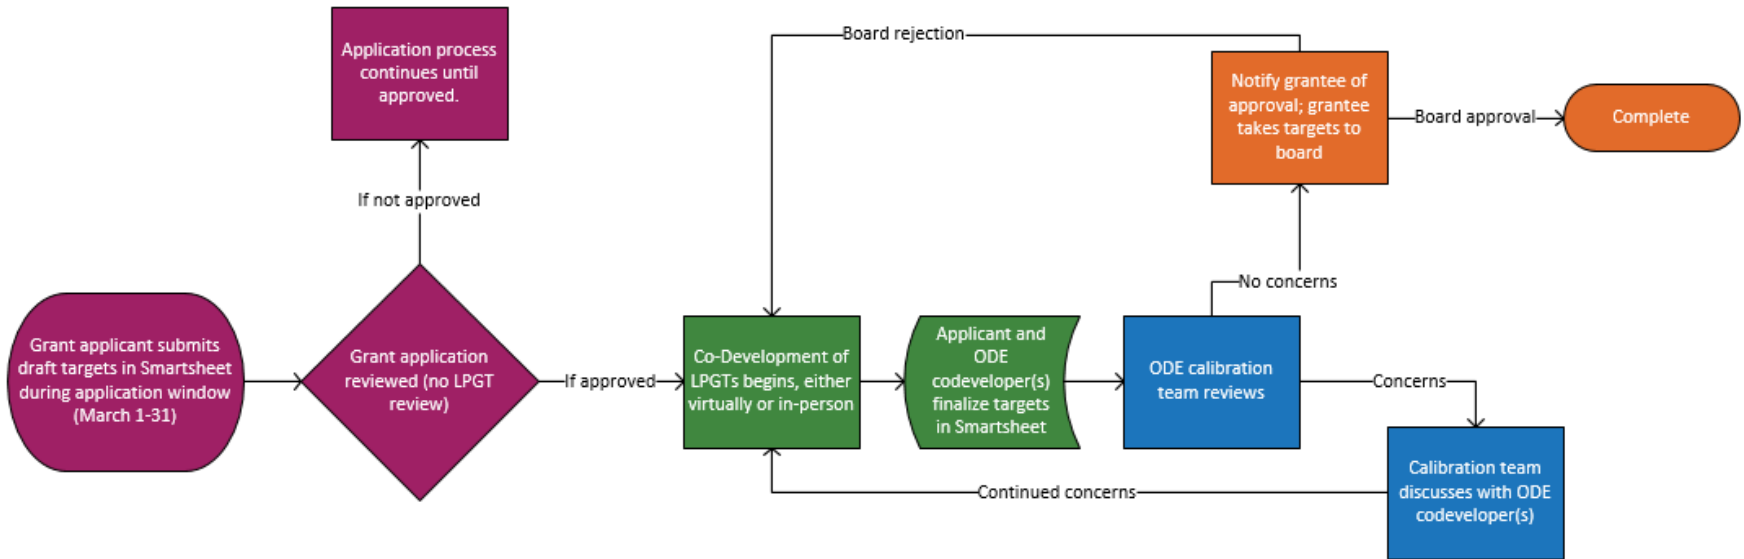 Application process
continues until
approved.
If not approved
Grant applicant submits
draft targets in Smartsheet
during application window
(March 1-31)
Grant application
reviewed (no LPGT
review)
If approved
Co-Development of
LPGTs begins, either
virtually or in-person
Applicant and
ODE
codeveloper(s)
finalize targets
in Smartsheet
ODE calibration
team reviews
Concerns
Calibration team
discusses with ODE
codeveloper(s)
Continued concerns
No concerns
Notify grantee of
approval; grantee
takes targets to
board
Board rejection
Board approval
Complete